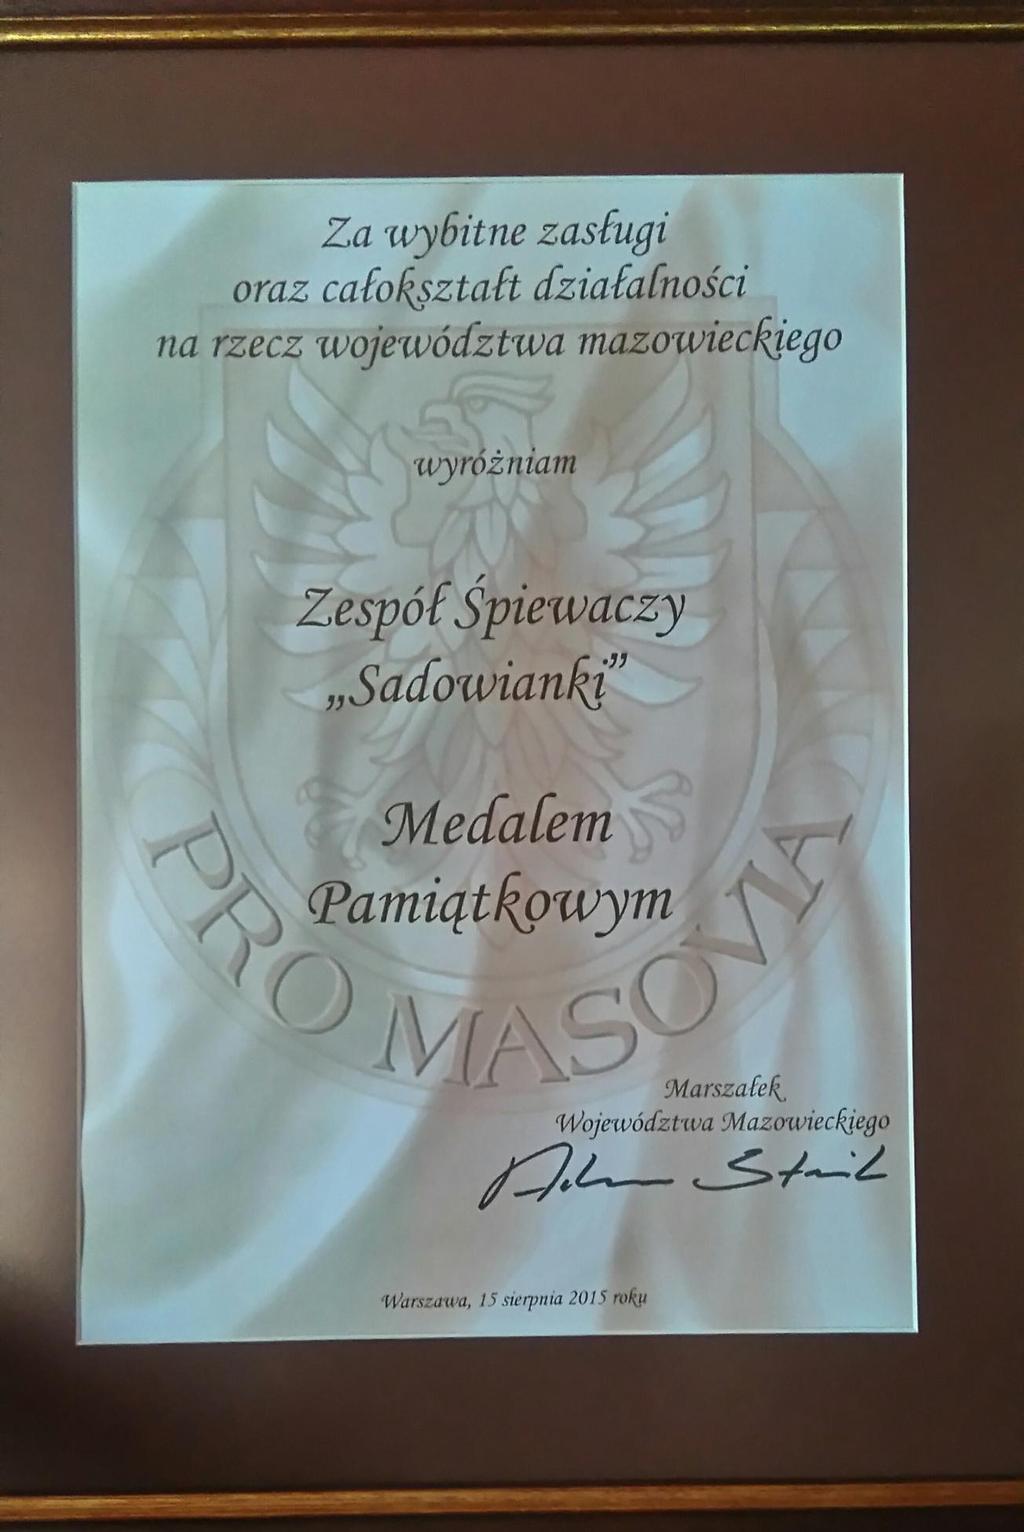 Za wybitne zasługi
oraz całokształt działalności
na rzecz województwa mazowieckiego
wyróżniam
Zespół Śpiewaczy
„Sadowianki”
Medalem
Pamiątkowym
PRO MASOVIA
Marszałek
Województwa Mazowieckiego
Warszawa, 15 sierpnia 2015 roku